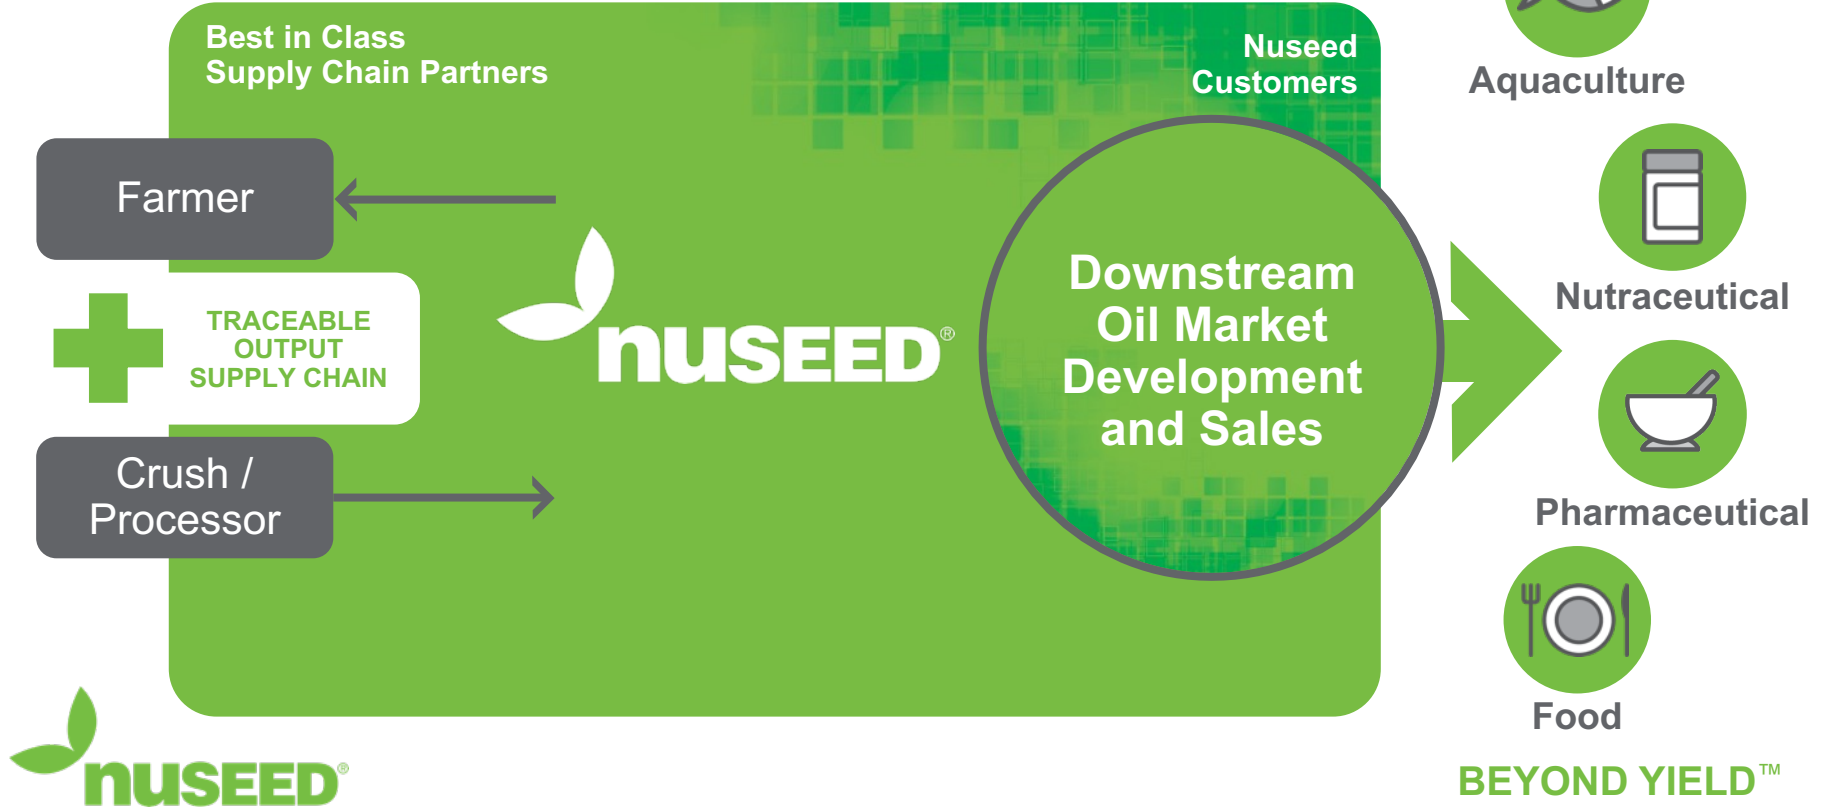 Best in Class
Supply Chain Partners
Nuseed
Customers
Aquaculture
Farmer
Nutraceutical
TRACEABLE
OUTPUT
SUPPLY CHAIN
nuSEED®
Downstream
Oil Market
Development
and Sales
Crush /
Processor
Pharmaceutical
Food
nuSEED®
BEYOND YIELD™